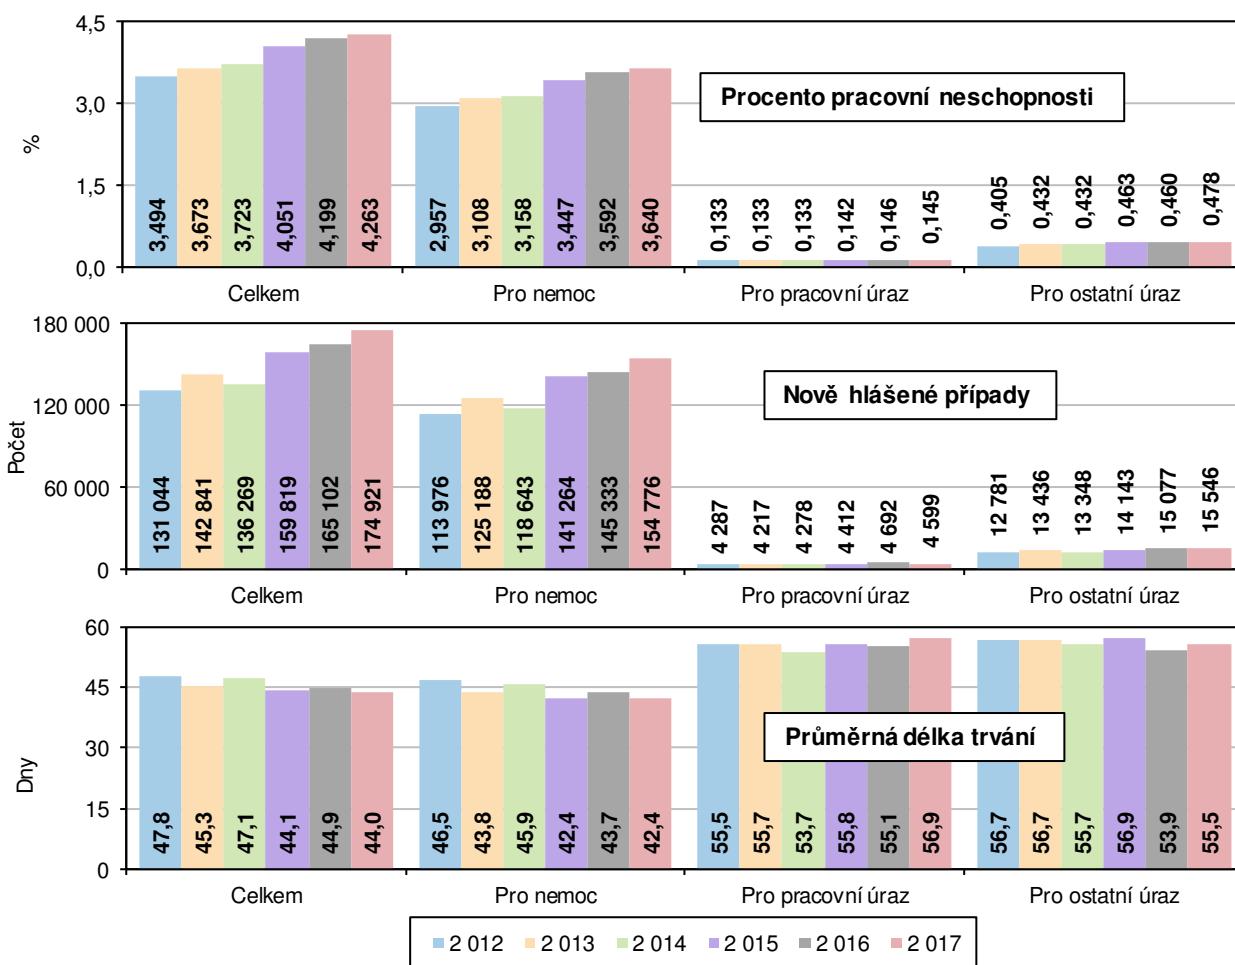 Procento pracovní neschopnosti
%
4,5
3,0
1,5
0,0
3,494 3,673 3,723 4,051 4,199 4,263
2,957 3,108 3,158 3,447 3,592 3,640
0,133 0,133 0,133 0,142 0,146 0,145
0,405 0,432 0,432 0,463 0,460 0,478
Celkem Pro nemoc Pro pracovní úraz Pro ostatní úraz
Nově hlášené případy
Počet
180 000
120 000
60 000
0
131 044 142 841 136 269 159 819 165 102 174 921
113 976 125 188 118 643 141 264 145 333 154 776
4 287 4 217 4 278 4 412 4 692 4 599
12 781 13 436 13 348 14 143 15 077 15 546
Celkem Pro nemoc Pro pracovní úraz Pro ostatní úraz
Průměrná délka trvání
Dny
60
45
30
15
0
47,8 45,3 47,1 44,1 44,9 44,0
46,5 43,8 45,9 42,4 43,7 42,4
55,5 55,7 53,7 55,8 55,1 56,9
56,7 56,7 55,7 56,9 53,9 55,5
Celkem Pro nemoc Pro pracovní úraz Pro ostatní úraz
2 012 2 013 2 014 2 015 2 016 2 017